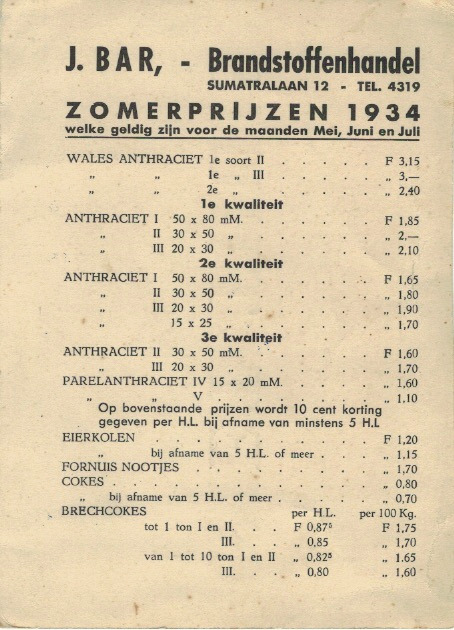 J. BAR, - Brandstoffenhandel
SUMATRALAAN 12 - TEL. 4319
ZOMERPRIJZEN 1934
welke geldig zijn voor de maanden Mei, Juni en Juli
WALES ANTHRACIET 1e soort II . . . . . F 3,15
„ „ 1e „ III . . . . . „ 3,—
„ „ 2e „ . . . . . „ 2,40
1e kwaliteit
ANTHRACIET I 50 x 80 mM. . . . . . F 1,85
„ II 30 x 50 „ . . . . . „ 2.—
„ III 20 x 30 „ . . . . . „ 2.10
2e kwaliteit
ANTHRACIET I 50 x 80 mM. . . . . . F 1,65
„ II 30 x 50 „ . . . . . „ 1,80
„ III 20 x 30 „ . . . . . „ 1,90
„ 15 x 25 „ . . . . . „ 1,70
3e kwaliteit
ANTHRACIET II 30 x 50 mM. . . . . . F 1,60
„ III 20 x 30 „ . . . . . „ 1,70
PARELANTHRACIET IV 15 x 20 mM. . . . . „ 1,60
„ „ V . . . . . „ 1.10
Op bovenstaande prijzen wordt 10 cent korting
gegeven per H.L. bij afname van minstens 5 H.L
EIERKOLEN . . . . . . . . . F 1,20
„ bij afname van 5 H.L. of meer . . . „ 1.15
FORNUIS NOOTJES . . . . . . . „ 1,70
COKES . . . . . . . . . . „ 0,80
„ bij afname van 5 H.L. of meer . . . . „ 0,70
BRECHCOKES per H.L. per 100 Kg.
tot 1 ton I en II. . . F 0,87⁵ F 1,75
III. . . „ 0,85 „ 1,70
van 1 tot 10 ton I en II „ 0,82⁵ „ 1.65
III. . . „ 0,80 „ 1,60